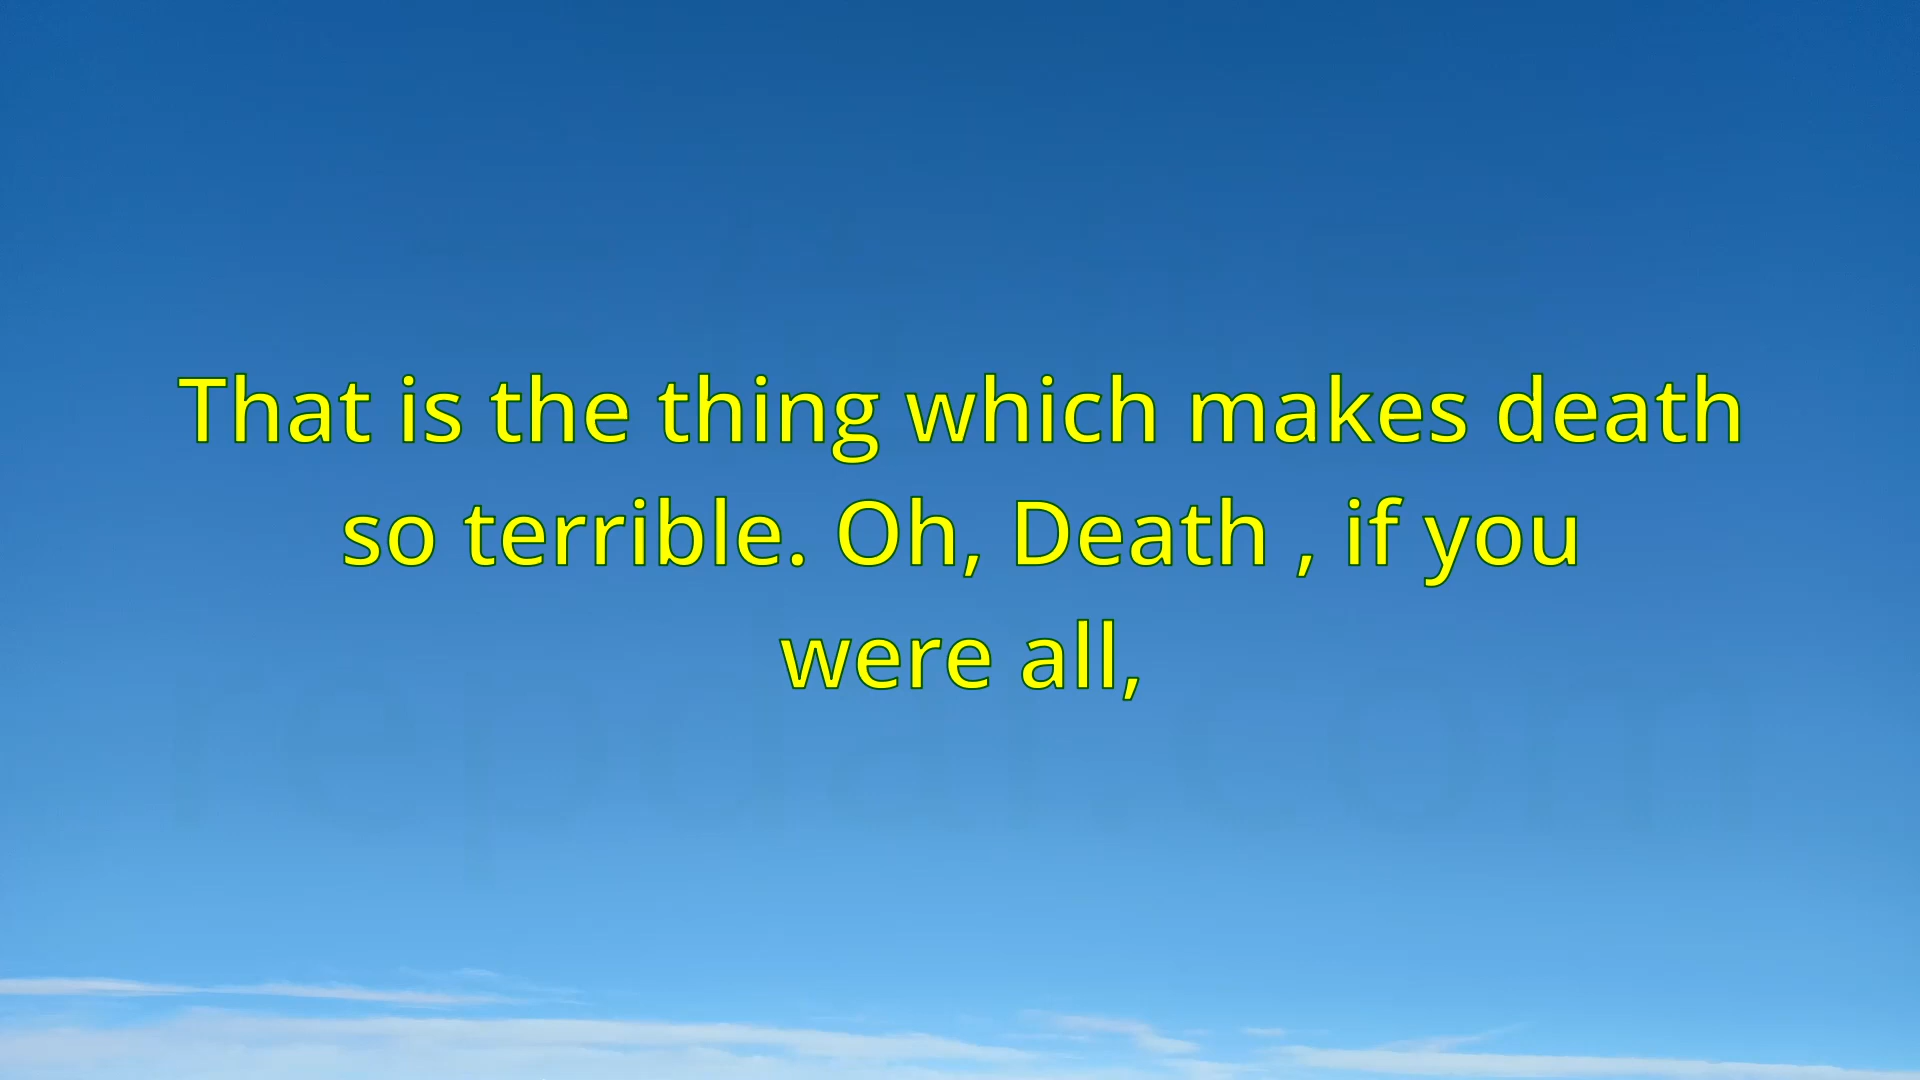 That is the thing which makes death
so terrible. Oh, Death , if you
were all,